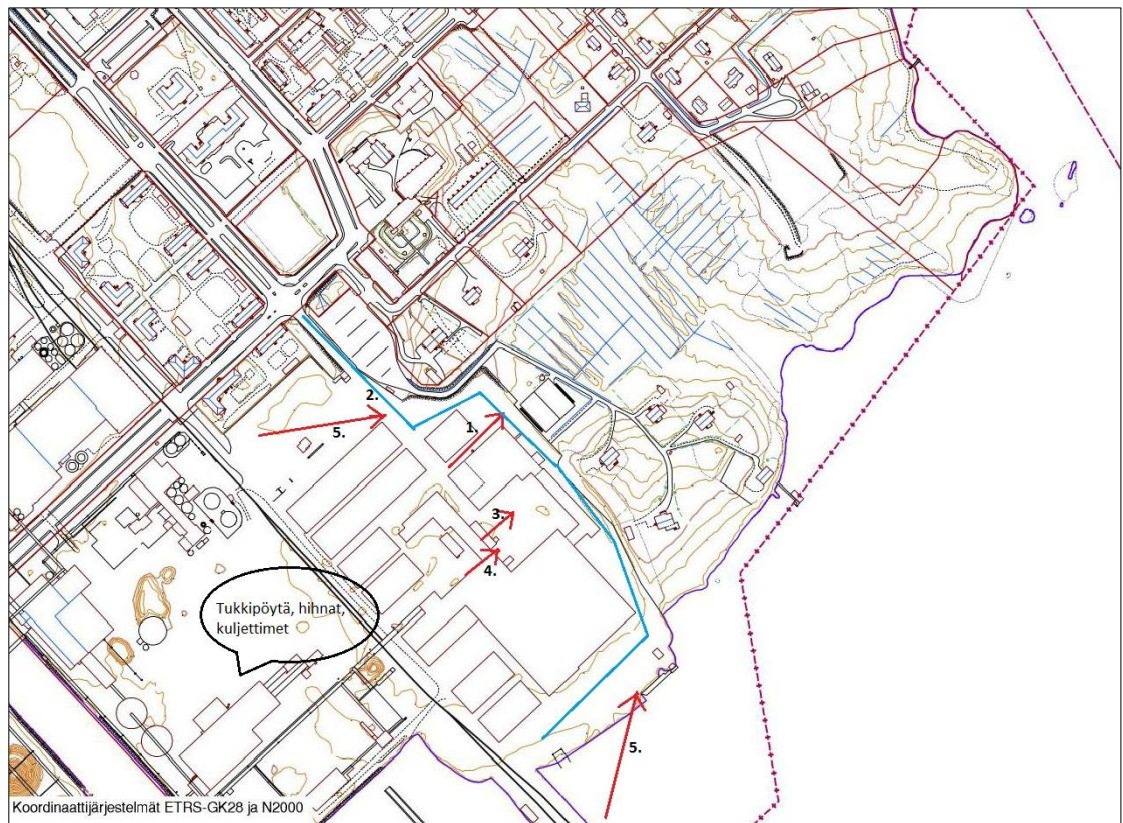 2.
1.
5.
3.
4.
Tukkipöytä, hihnat,
kuljettimet
5.
Koordinaattijärjestelmät ETRS-GK28 ja N2000